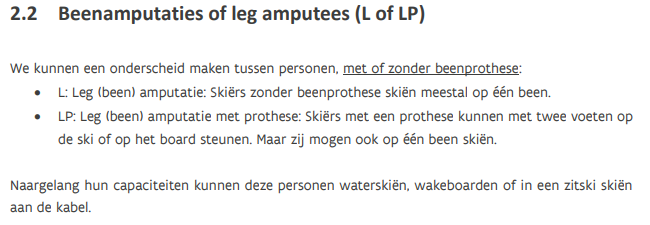 2.2 Beenamputaties of leg amputees (L of LP)
We kunnen een onderscheid maken tussen personen, met of zonder beenprothese:
• L: Leg (been) amputatie: Skiërs zonder beenprothese skiën meestal op één been.
• LP: Leg (been) amputatie met prothese: Skiërs met een prothese kunnen met twee voeten op
de ski of op het board steunen. Maar zij mogen ook op één been skiën.
Naargelang hun capaciteiten kunnen deze personen waterskiën, wakeboarden of in een zitski skiën
aan de kabel.